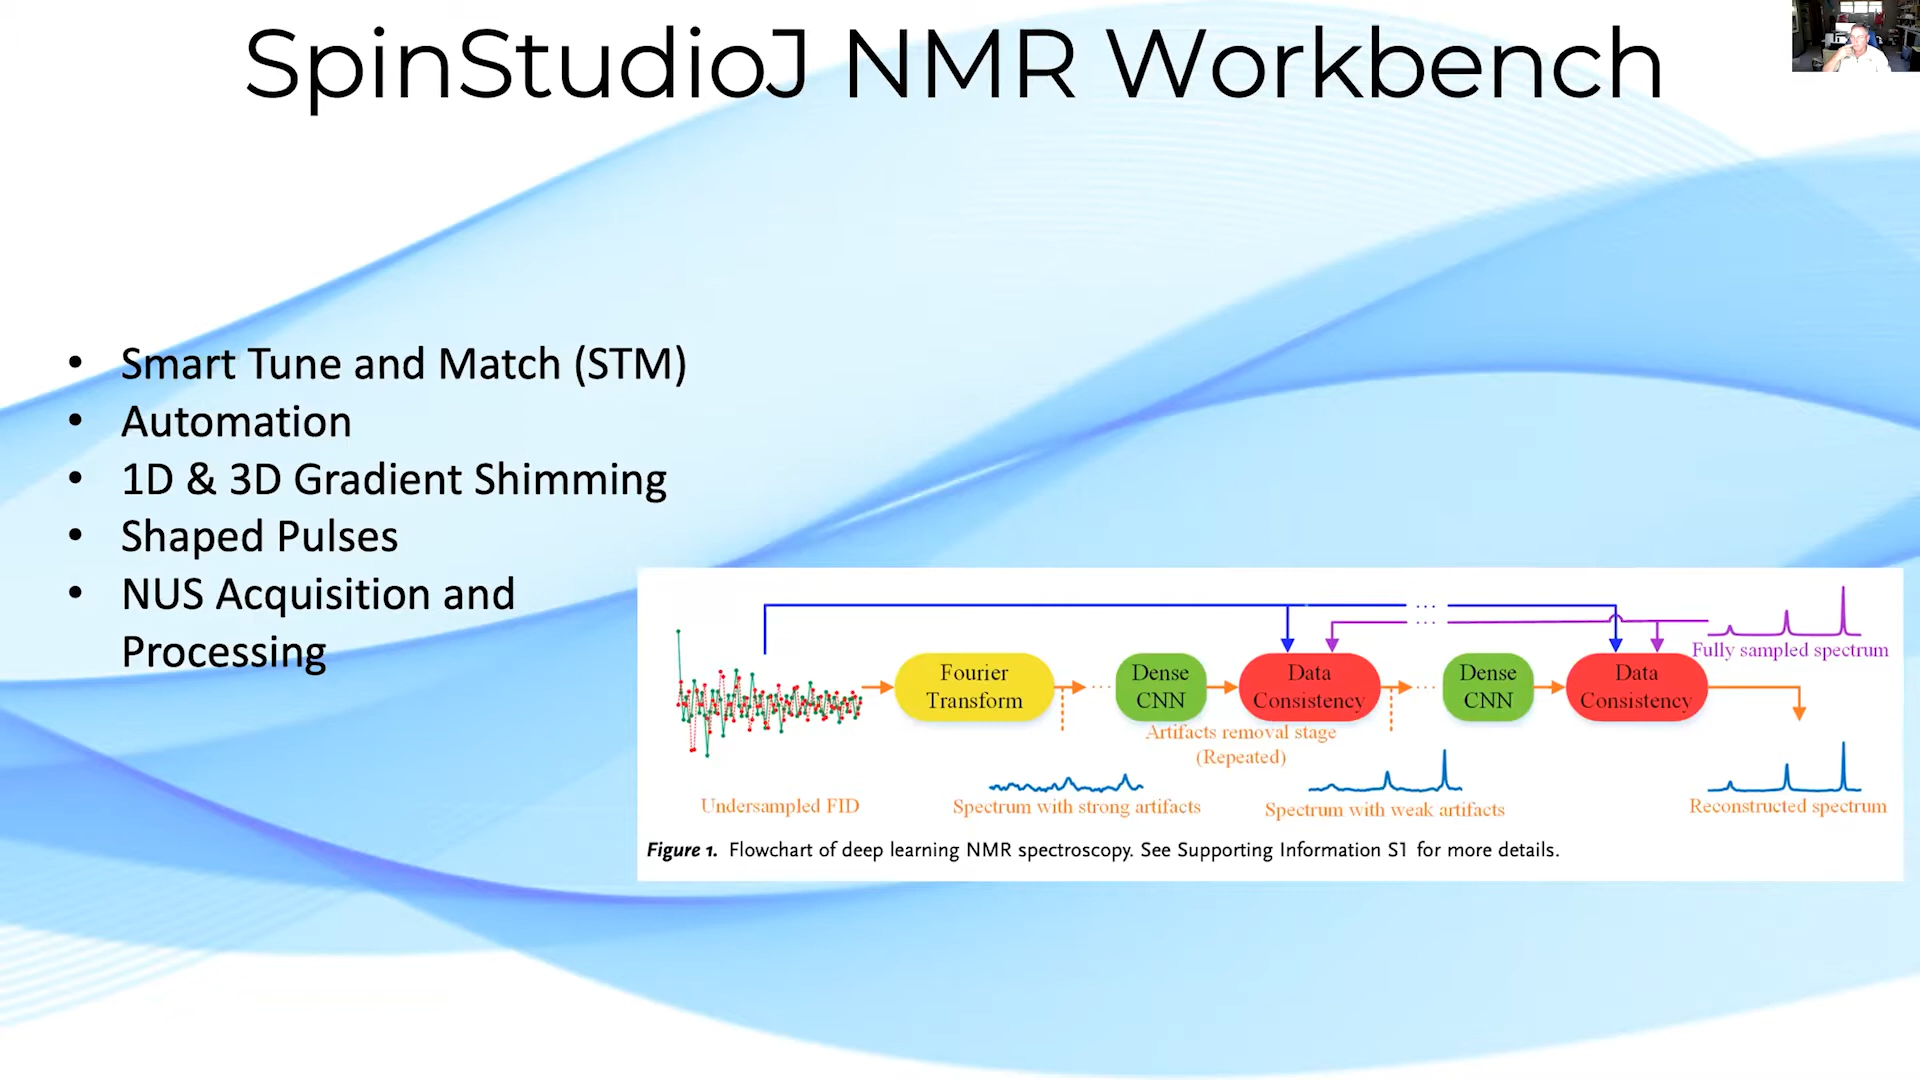 SpinStudioJ NMR Workbench
• Smart Tune and Match (STM)
• Automation
• 1D & 3D Gradient Shimming
• Shaped Pulses
• NUS Acquisition and
Processing
Fully sampled spectrum
Fourier
Transform
Dense
CNN
Data
Consistency
Dense
CNN
Data
Consistency
Artifacts removal stage
(Repeated)
Undersampled FID
Spectrum with strong artifacts
Spectrum with weak artifacts
Reconstructed spectrum
Figure 1. Flowchart of deep learning NMR spectroscopy. See Supporting Information S1 for more details.